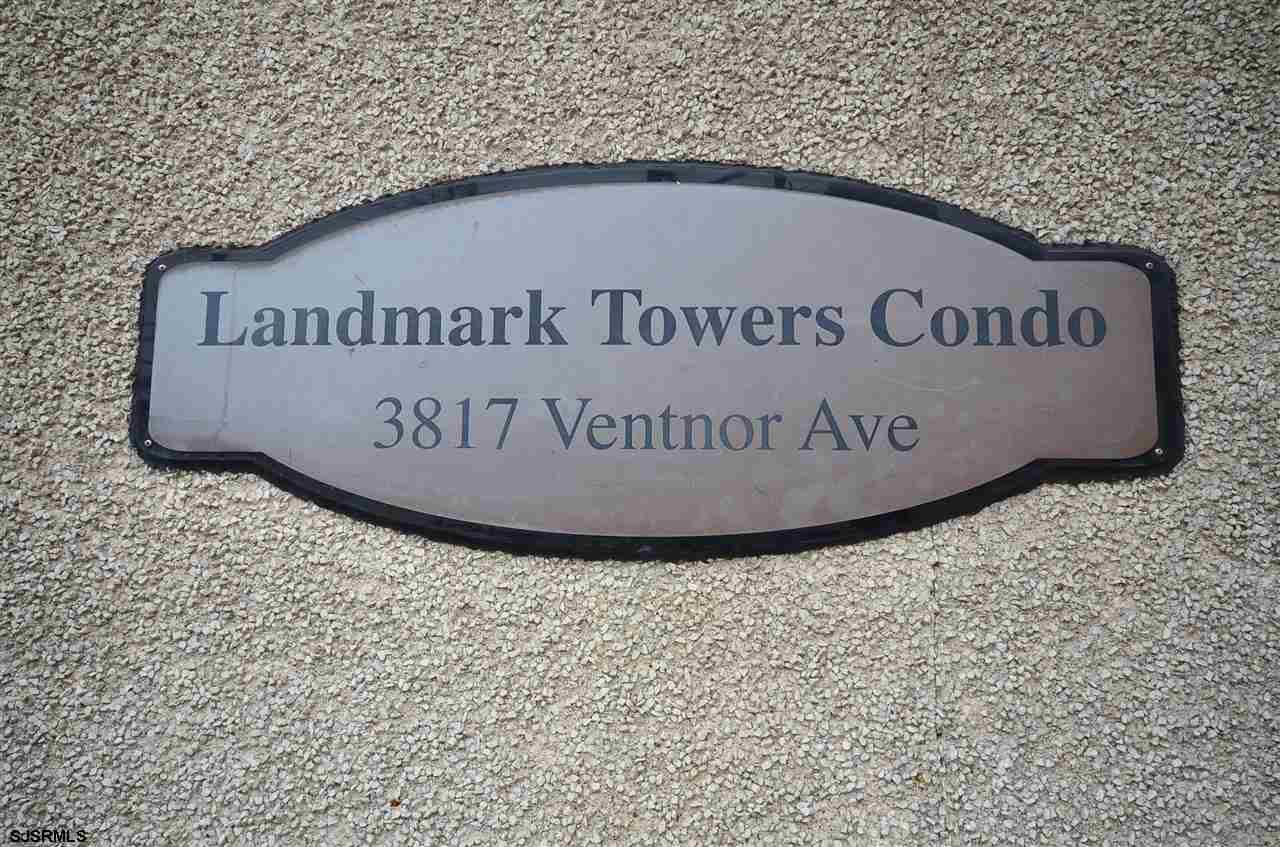 Landmark Towers Condo
3817 Ventnor Ave
SJSRMLS